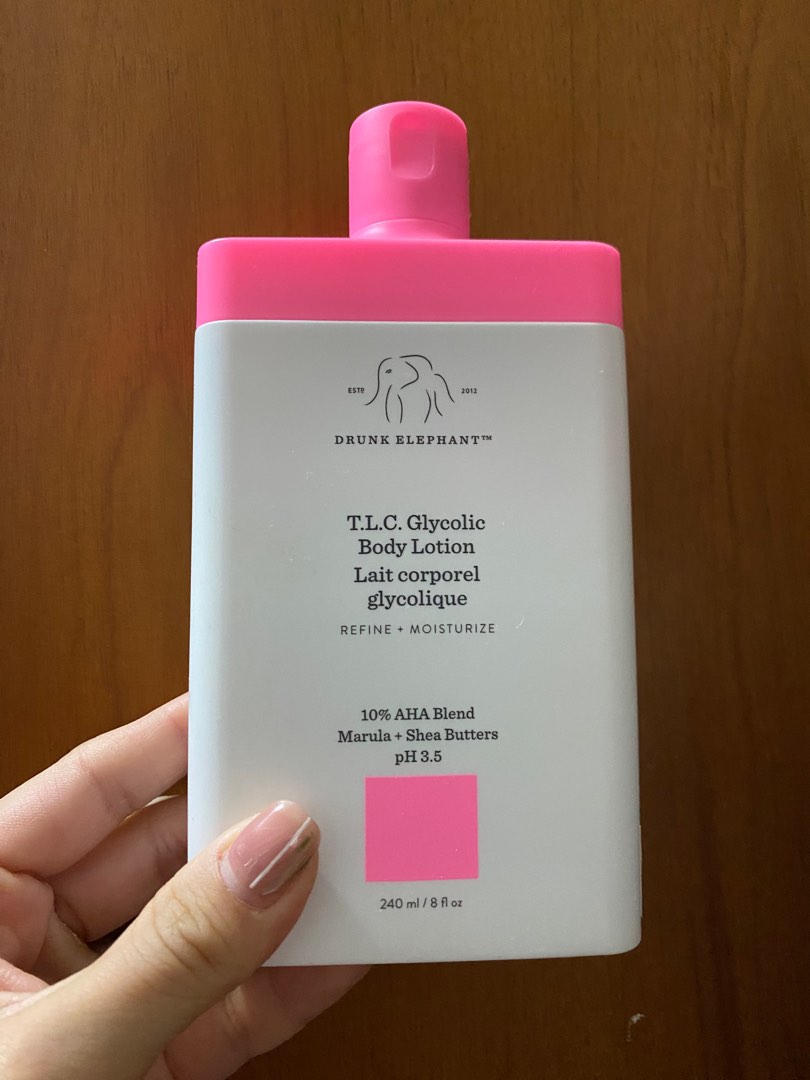 ESTD 2012
DRUNK ELEPHANT™
T.L.C. Glycolic
Body Lotion
Lait corporel
glycolique
REFINE + MOISTURIZE
10% AHA Blend
Marula + Shea Butters
pH 3.5
240 ml / 8 fl oz